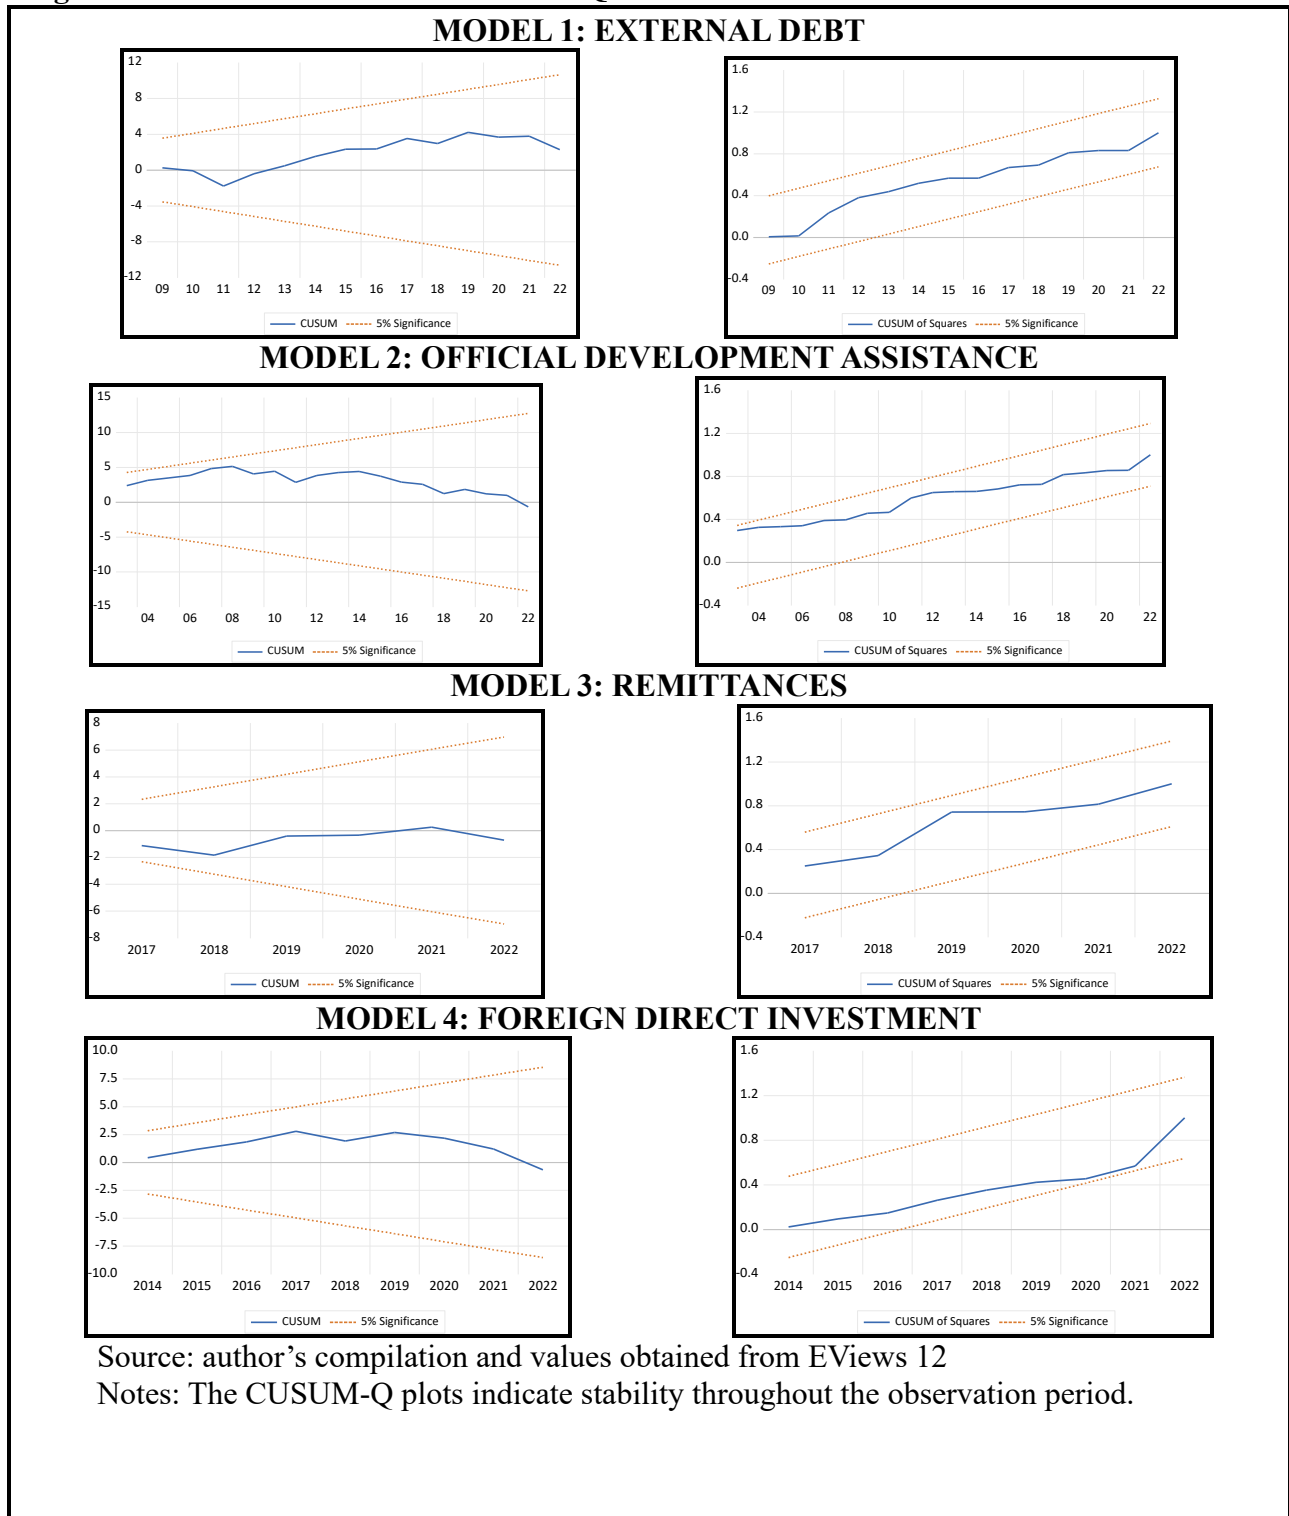 MODEL 1: EXTERNAL DEBT
12
8
4
0
-4
-8
-12
09 10 11 12 13 14 15 16 17 18 19 20 21 22
CUSUM 5% Significance
1.6
1.2
0.8
0.4
0.0
-0.4
09 10 11 12 13 14 15 16 17 18 19 20 21 22
CUSUM of Squares 5% Significance
MODEL 2: OFFICIAL DEVELOPMENT ASSISTANCE
15
10
5
0
-5
-10
-15
04 06 08 10 12 14 16 18 20 22
CUSUM 5% Significance
1.6
1.2
0.8
0.4
0.0
-0.4
04 06 08 10 12 14 16 18 20 22
CUSUM of Squares 5% Significance
MODEL 3: REMITTANCES
8
6
4
2
0
-2
-4
-6
-8
2017 2018 2019 2020 2021 2022
CUSUM 5% Significance
1.6
1.2
0.8
0.4
0.0
-0.4
2017 2018 2019 2020 2021 2022
CUSUM of Squares 5% Significance
MODEL 4: FOREIGN DIRECT INVESTMENT
10.0
7.5
5.0
2.5
0.0
-2.5
-5.0
-7.5
-10.0
2014 2015 2016 2017 2018 2019 2020 2021 2022
CUSUM 5% Significance
1.6
1.2
0.8
0.4
0.0
-0.4
2014 2015 2016 2017 2018 2019 2020 2021 2022
CUSUM of Squares 5% Significance
Source: author’s compilation and values obtained from EViews 12
Notes: The CUSUM-Q plots indicate stability throughout the observation period.